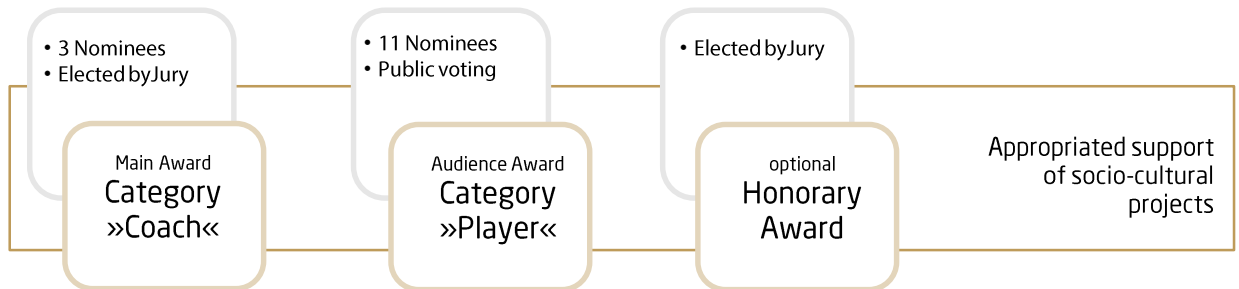 • 3 Nominees
• Elected byJury
Main Award
Category
»Coach«
• 11 Nominees
• Public voting
Audience Award
Category
»Player«
• Elected byJury
optional
Honorary
Award
Appropriated support
of socio-cultural
projects